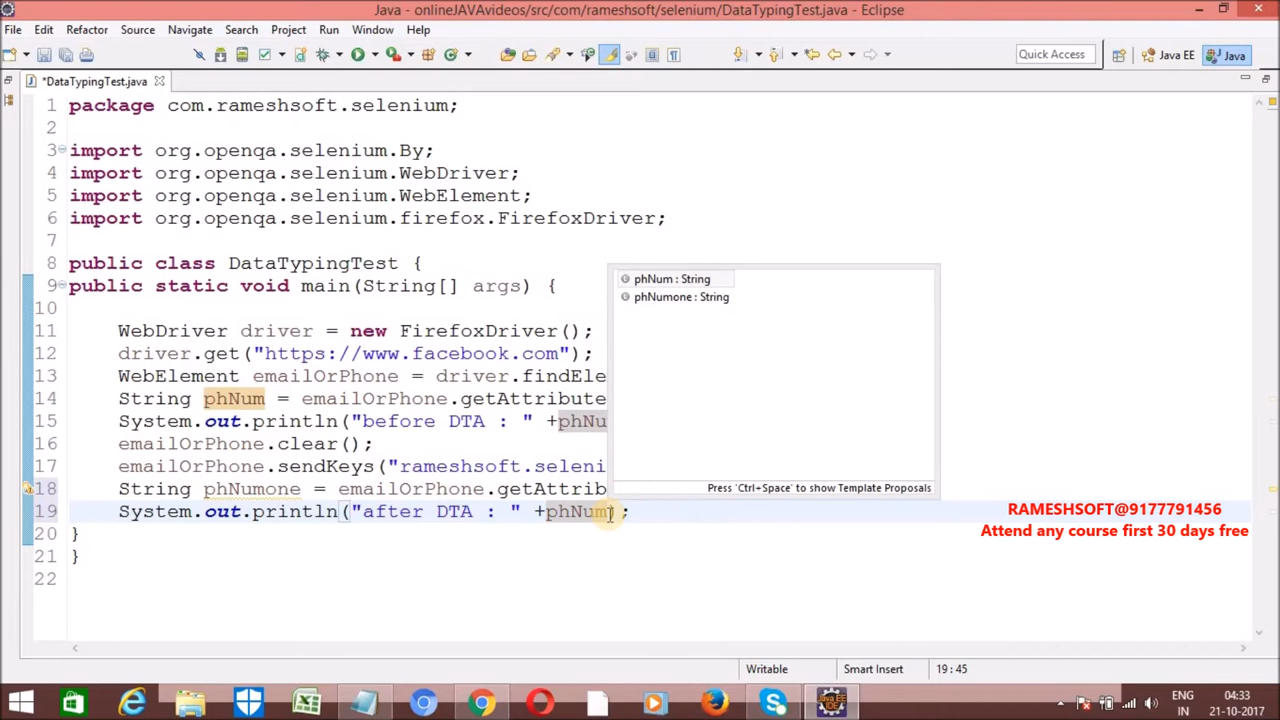 Java - onlineJAVAvideos/src/com/rameshsoft/selenium/DataTypingTest.java - Eclipse
File Edit Refactor Source Navigate Search Project Run Window Help
Quick Access Java EE Java
*DataTypingTest.java
1 package com.rameshsoft.selenium;
2
3 import org.openqa.selenium.By;
4 import org.openqa.selenium.WebDriver;
5 import org.openqa.selenium.WebElement;
6 import org.openqa.selenium.firefox.FirefoxDriver;
7
8 public class DataTypingTest {
9 public static void main(String[] args) {
10
11 WebDriver driver = new FirefoxDriver();
12 driver.get("https://www.facebook.com");
13 WebElement emailOrPhone = driver.findEle
14 String phNum = emailOrPhone.getAttribute
15 System.out.println("before DTA : " +phNu
16 emailOrPhone.clear();
17 emailOrPhone.sendKeys("rameshsoft.seleni
18 String phNumone = emailOrPhone.getAttrib
19 System.out.println("after DTA : " +phNum);
20 }
21 }
22
phNum : String
phNumone : String
Press 'Ctrl+Space' to show Template Proposals
RAMESHSOFT@9177791456
Attend any course first 30 days free
Writable Smart Insert 19 : 45
ENG 04:33
IN 21-10-2017